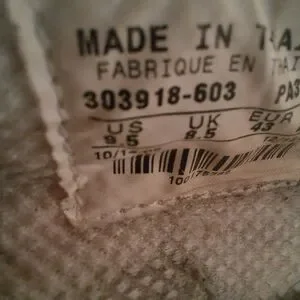 MADE IN
FABRIQUE EN
303918-603
US UK EUR
9.5 8.5 43